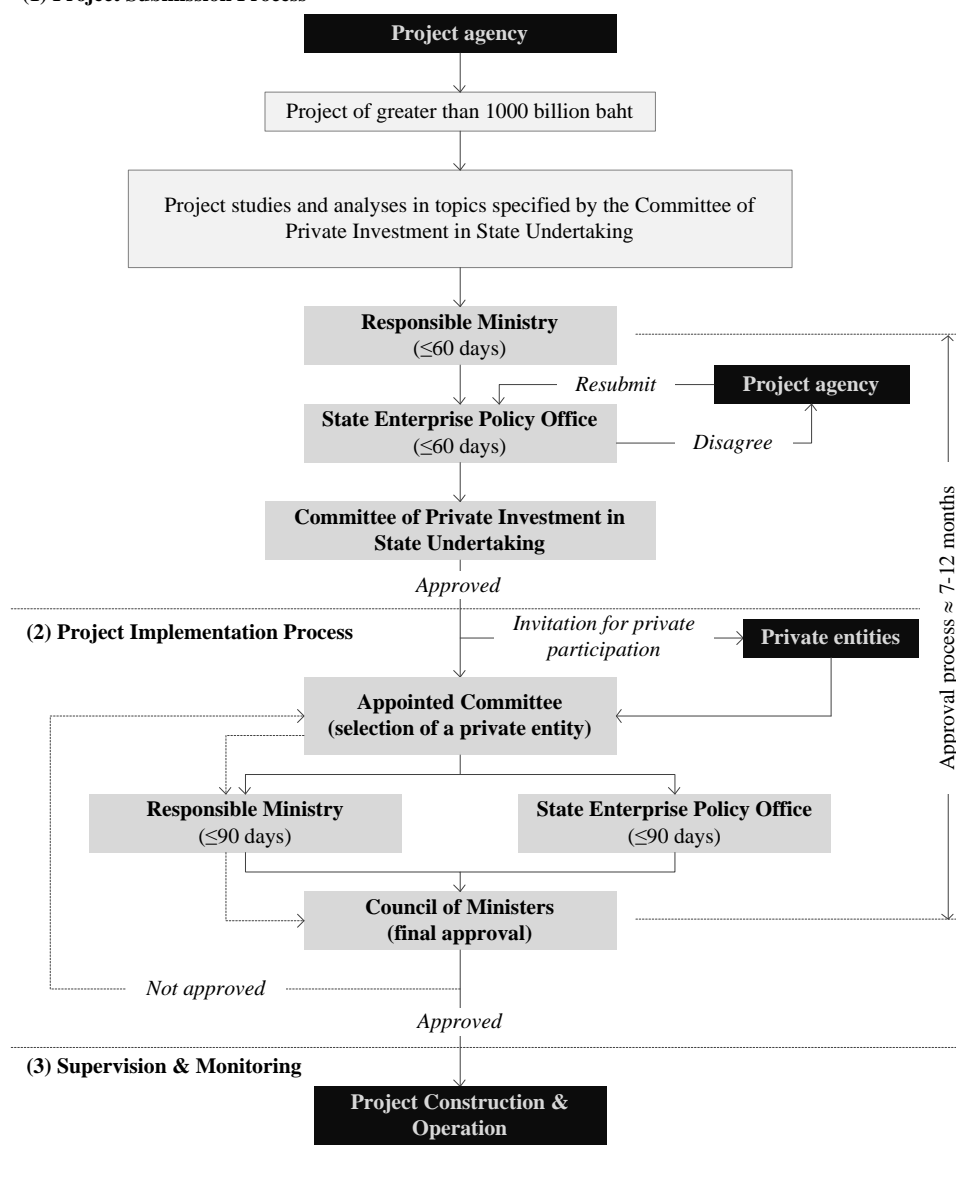 (1) Project Submission Process
Project agency
Project of greater than 1000 billion baht
Project studies and analyses in topics specified by the Committee of
Private Investment in State Undertaking
Responsible Ministry
(≤60 days)
Resubmit
Project agency
State Enterprise Policy Office
(≤60 days)
Disagree
Committee of Private Investment in
State Undertaking
Approved
Approval process ≈ 7-12 months
(2) Project Implementation Process
Invitation for private
participation
Private entities
Appointed Committee
(selection of a private entity)
Responsible Ministry
(≤90 days)
State Enterprise Policy Office
(≤90 days)
Council of Ministers
(final approval)
Not approved
Approved
(3) Supervision & Monitoring
Project Construction &
Operation